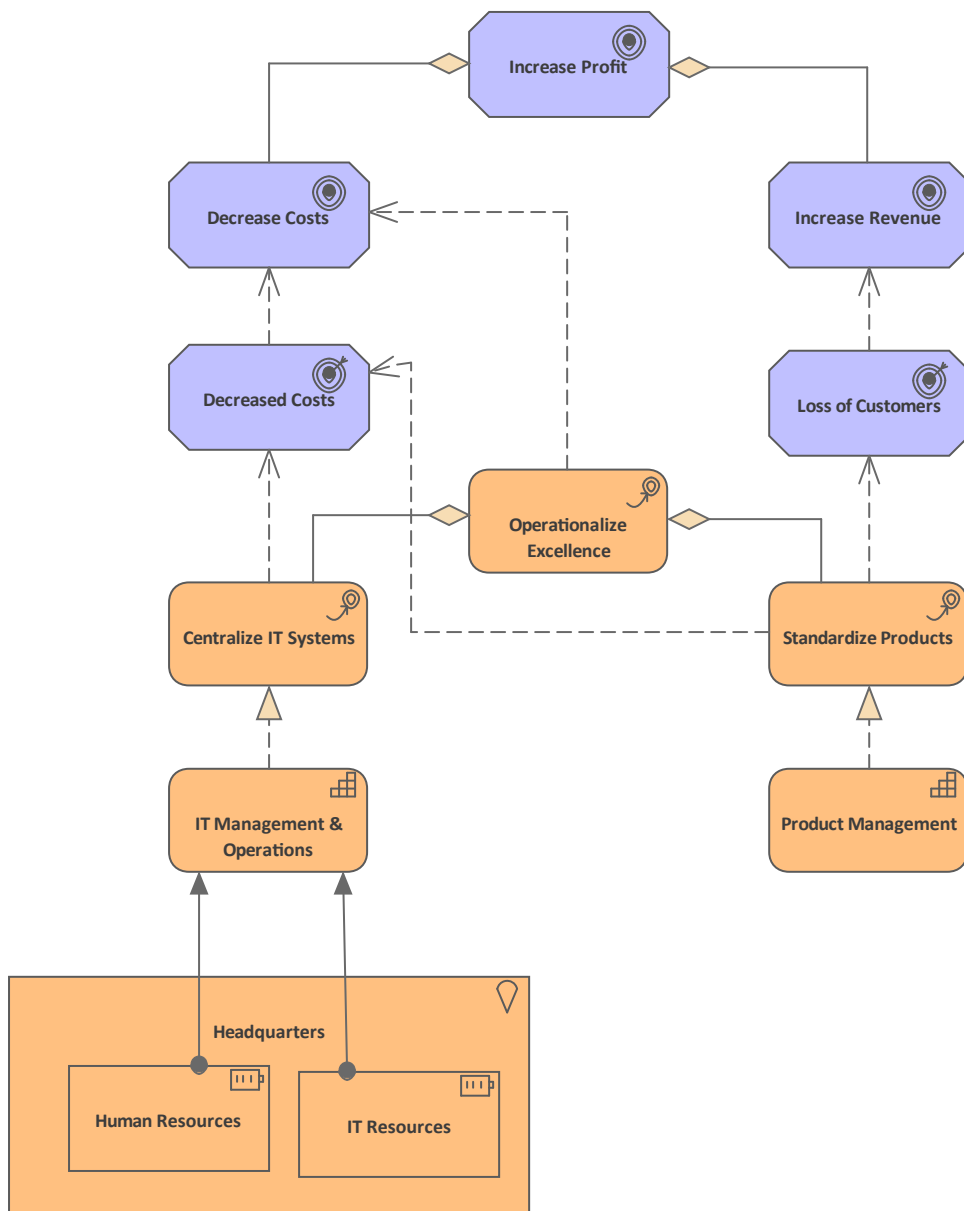 Increase Profit
Decrease Costs
Increase Revenue
Decreased Costs
Loss of Customers
Operationalize
Excellence
Centralize IT Systems
Standardize Products
IT Management &
Operations
Product Management
Headquarters
Human Resources
IT Resources